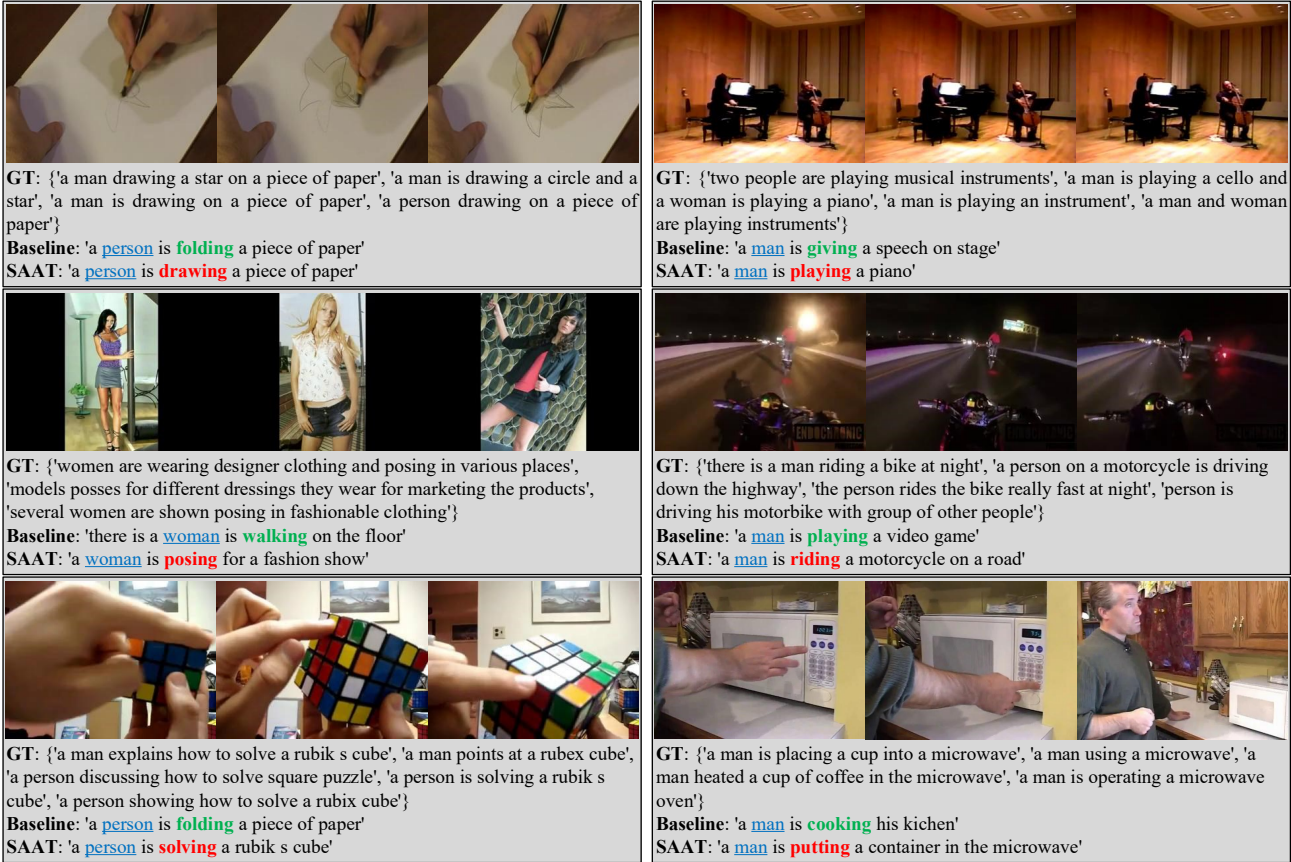 GT: {'a man drawing a star on a piece of paper', 'a man is drawing a circle and a
star', 'a man is drawing on a piece of paper', 'a person drawing on a piece of
paper'}
Baseline: 'a person is folding a piece of paper'
SAAT: 'a person is drawing a piece of paper'
GT: {'two people are playing musical instruments', 'a man is playing a cello and
a woman is playing a piano', 'a man is playing an instrument', 'a man and woman
are playing instruments'}
Baseline: 'a man is giving a speech on stage'
SAAT: 'a man is playing a piano'
GT: {'women are wearing designer clothing and posing in various places',
'models posses for different dressings they wear for marketing the products',
'several women are shown posing in fashionable clothing'}
Baseline: 'there is a woman is walking on the floor'
SAAT: 'a woman is posing for a fashion show'
ENDOCHRONIC
GT: {'there is a man riding a bike at night', 'a person on a motorcycle is driving
down the highway', 'the person rides the bike really fast at night', 'person is
driving his motorbike with group of other people'}
Baseline: 'a man is playing a video game'
SAAT: 'a man is riding a motorcycle on a road'
GT: {'a man explains how to solve a rubik s cube', 'a man points at a rubex cube',
'a person discussing how to solve square puzzle', 'a person is solving a rubik s
cube', 'a person showing how to solve a rubix cube'}
Baseline: 'a person is folding a piece of paper'
SAAT: 'a person is solving a rubik s cube'
GT: {'a man is placing a cup into a microwave', 'a man using a microwave', 'a
man heated a cup of coffee in the microwave', 'a man is operating a microwave
oven'}
Baseline: 'a man is cooking his kichen'
SAAT: 'a man is putting a container in the microwave'